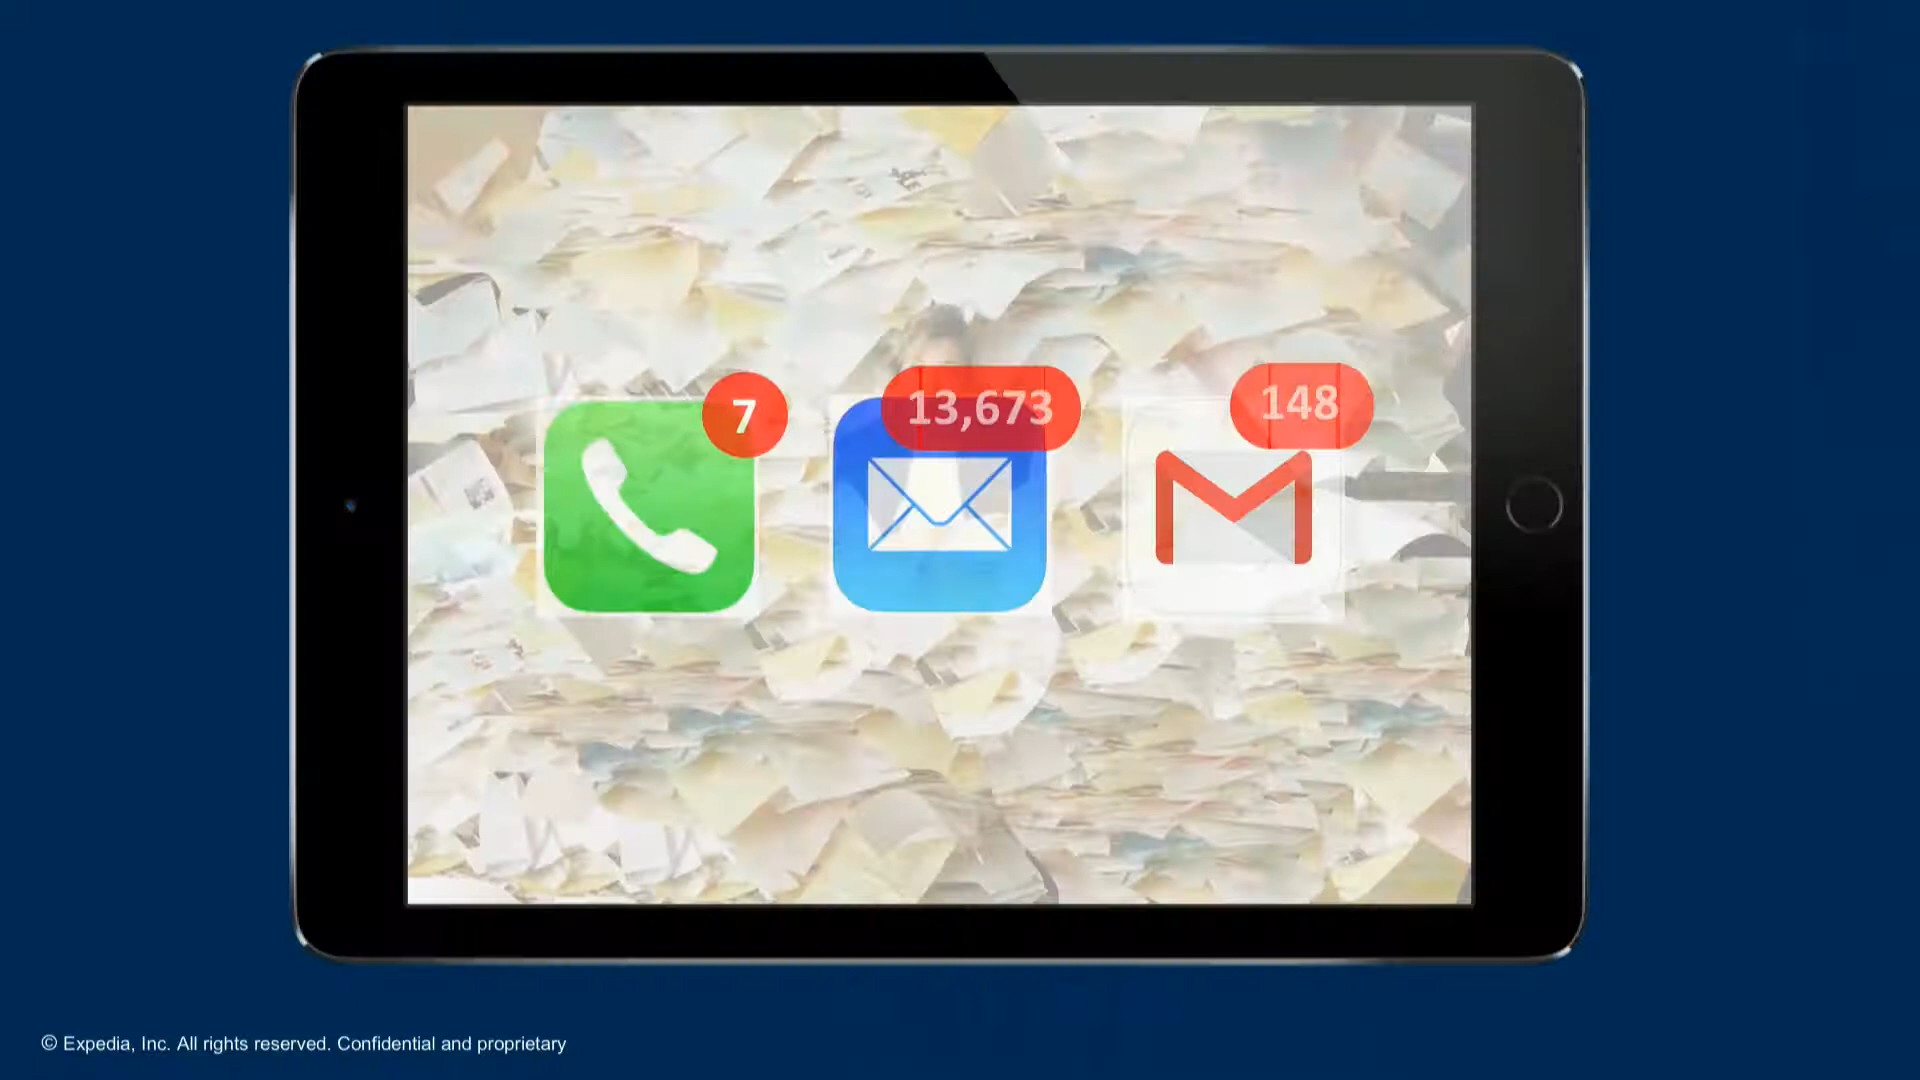 7
13,673
148
© Expedia, Inc. All rights reserved. Confidential and proprietary